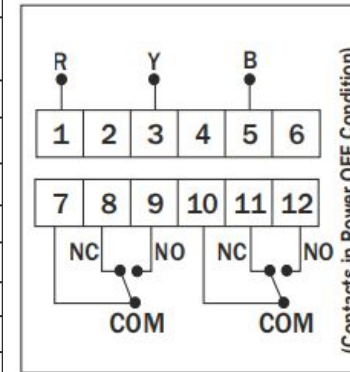 R Y B
1 2 3 4 5 6
7 8 9 10 11 12
NC NO NC NO
COM COM
(Contacts in Power OFF Condition)